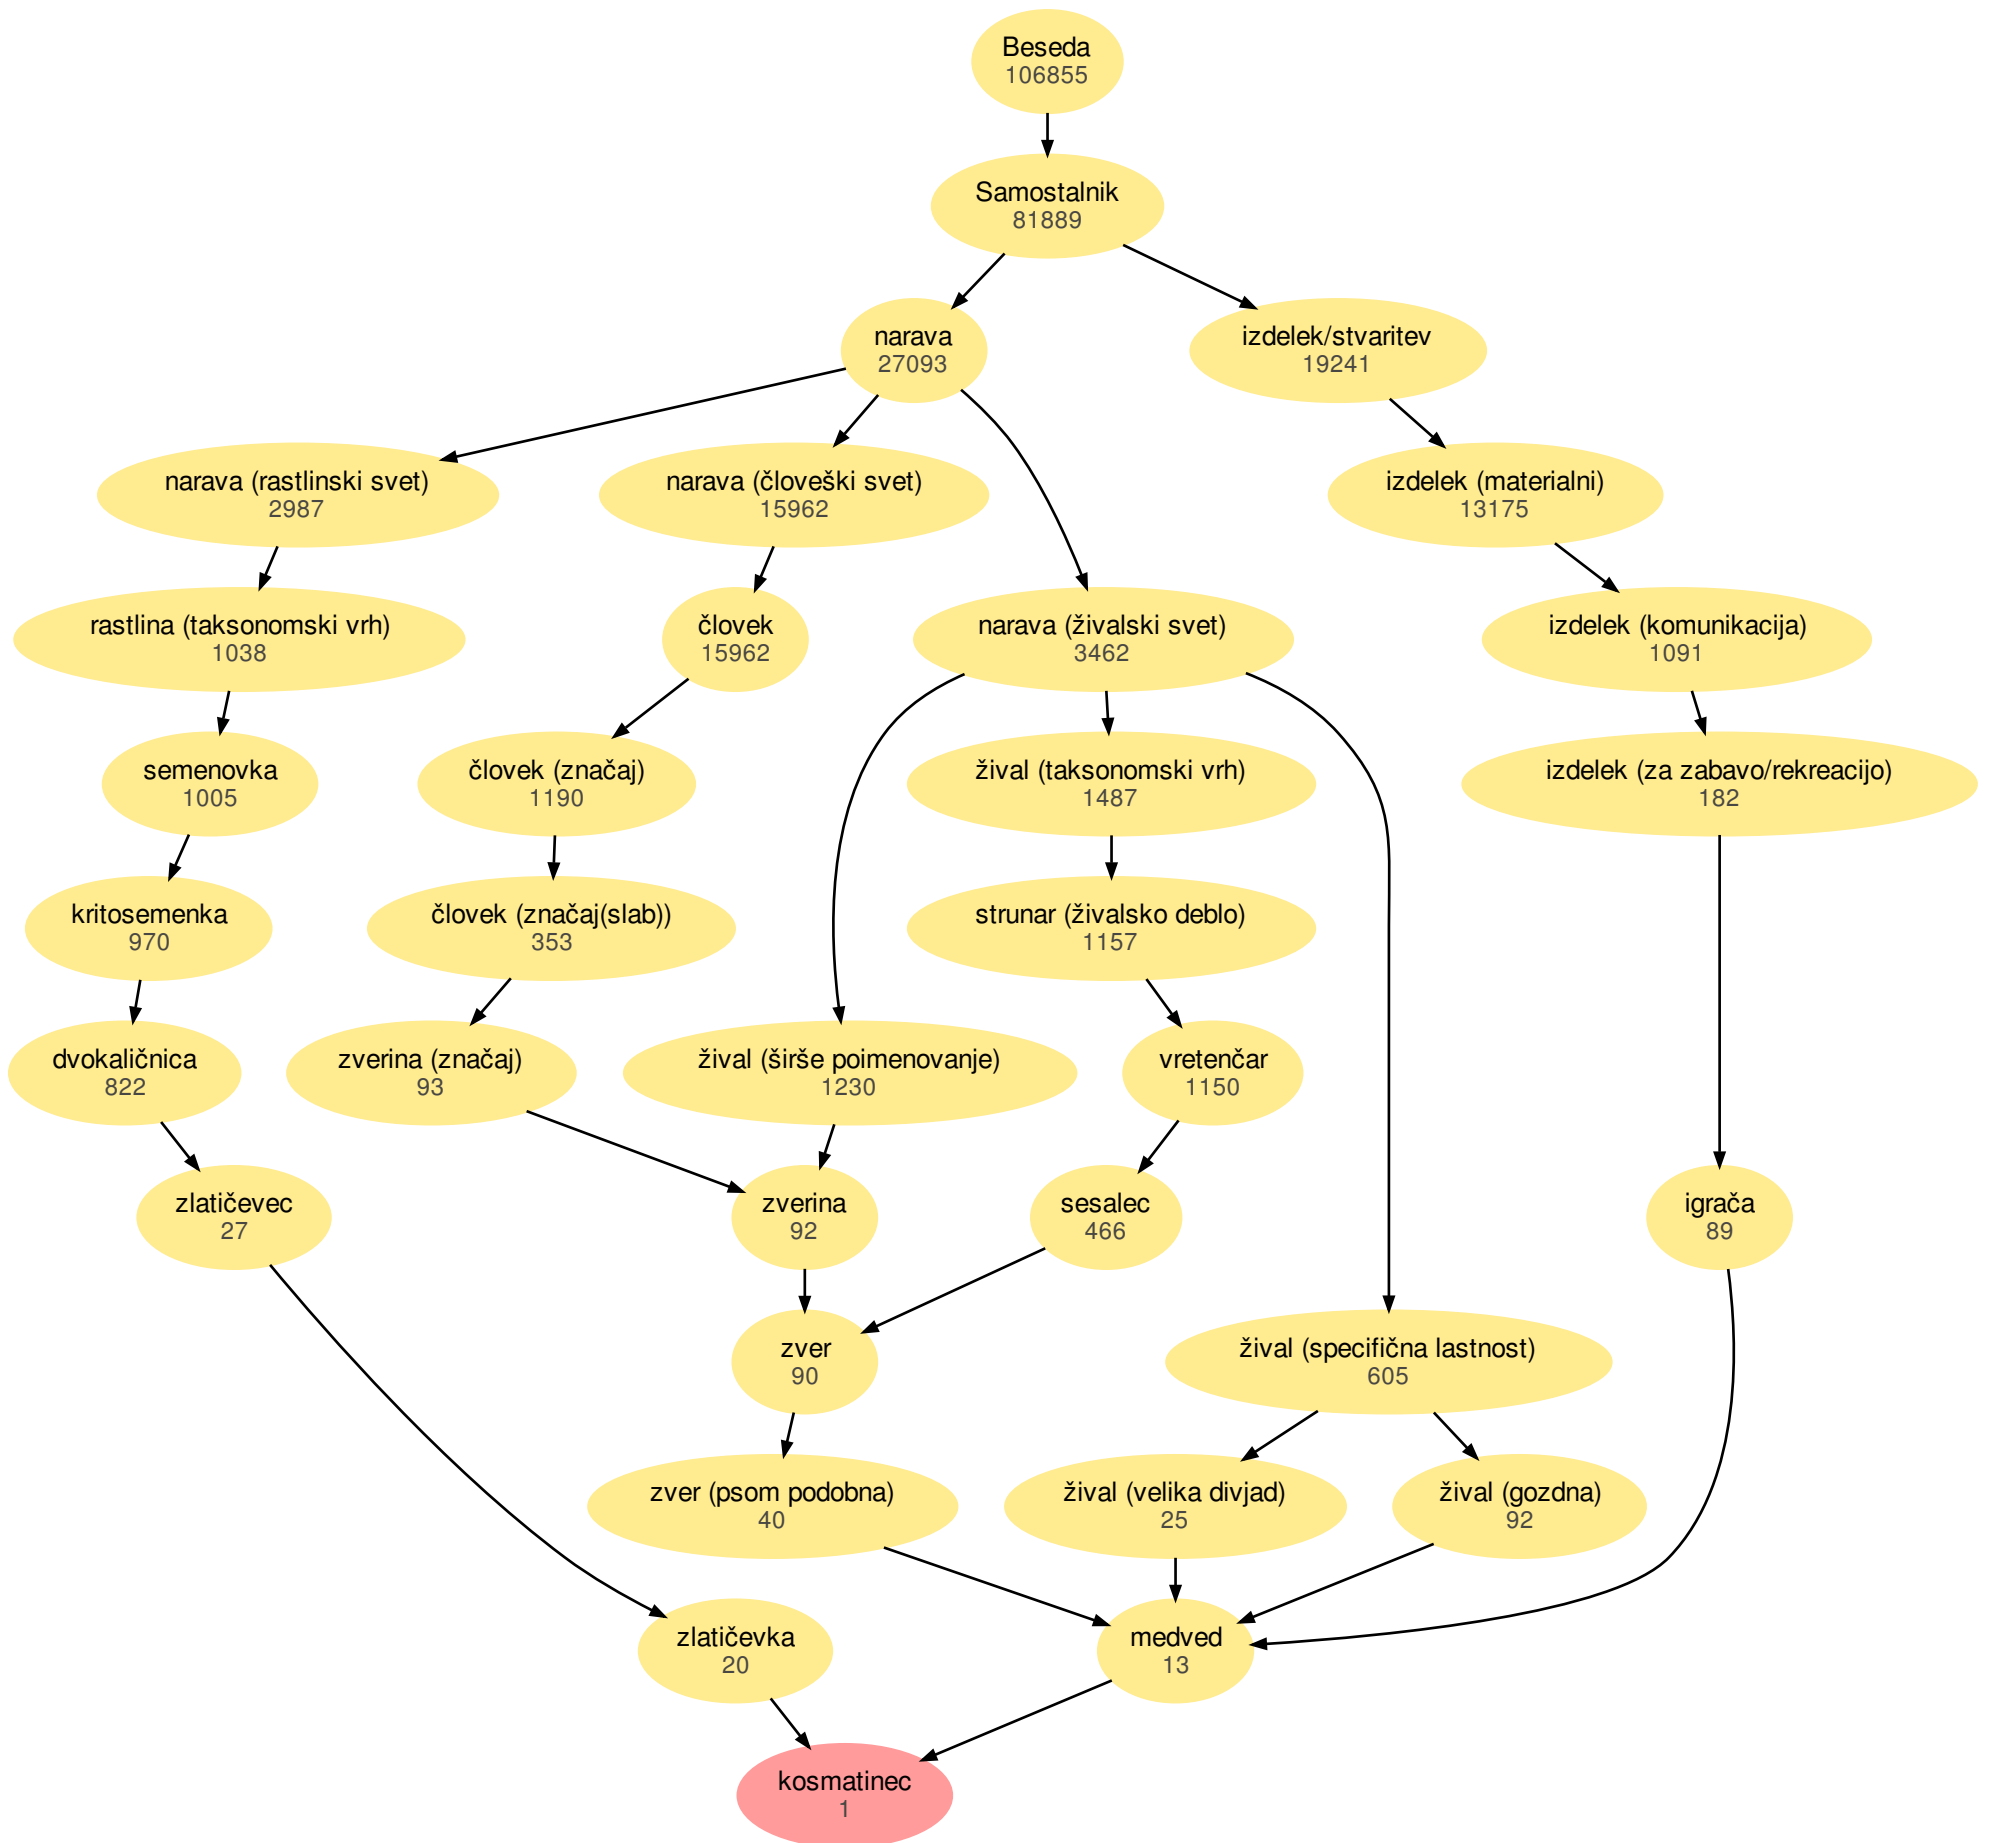 Beseda
106855
Samostalnik
81889
narava
27093
izdelek/stvaritev
19241
narava (rastlinski svet)
2987
narava (človeški svet)
15962
izdelek (materialni)
13175
rastlina (taksonomski vrh)
1038
človek
15962
narava (živalski svet)
3462
izdelek (komunikacija)
1091
semenovka
1005
človek (značaj)
1190
žival (taksonomski vrh)
1487
izdelek (za zabavo/rekreacijo)
182
kritosemenka
970
človek (značaj(slab))
353
strunar (živalsko deblo)
1157
dvokaličnica
822
zverina (značaj)
93
žival (širše poimenovanje)
1230
vretenčar
1150
zlatičevec
27
zverina
92
sesalec
466
igrača
89
zver
90
žival (specifična lastnost)
605
zver (psom podobna)
40
žival (velika divjad)
25
žival (gozdna)
92
zlatičevka
20
medved
13
kosmatinec
1